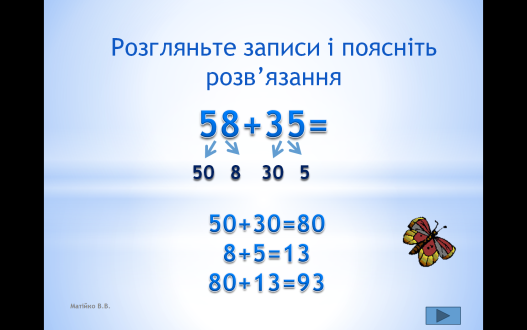 Розгляньте записи і поясніть
розв’язання
58+35=
50 8 30 5
50+30=80
8+5=13
80+13=93
Матійко В.В.